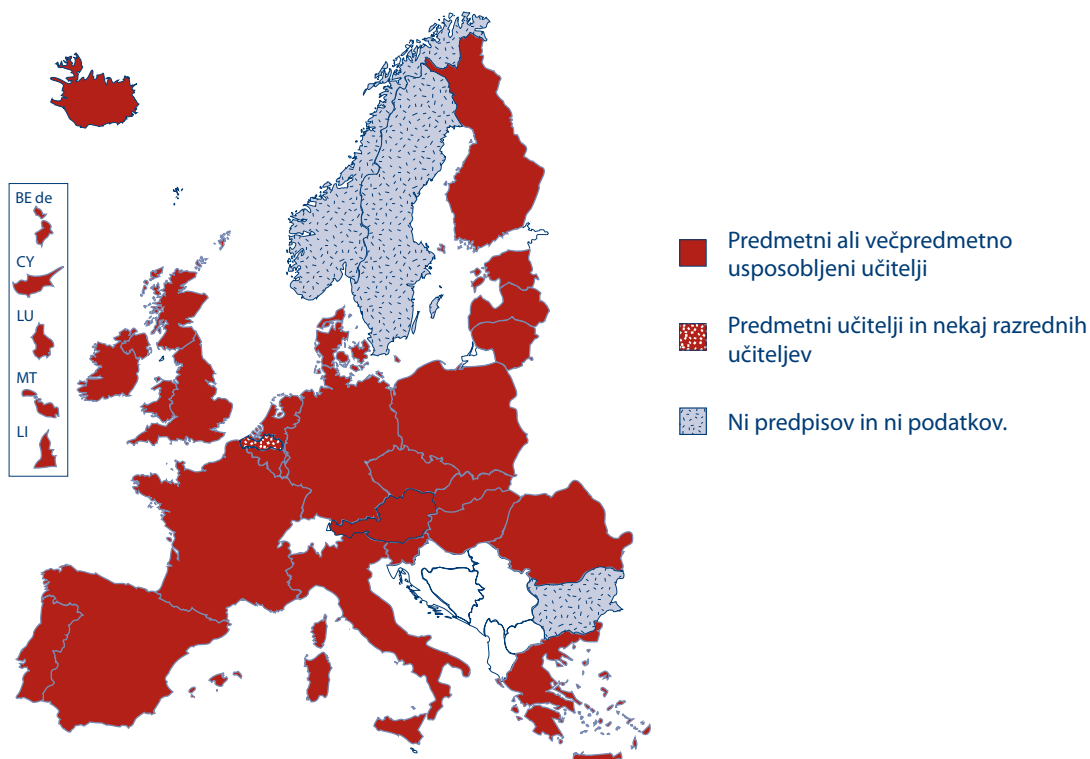 BE de
CY
LU
MT
LI
Predmetni ali večpredmetno
usposobljeni učitelji
Predmetni učitelji in nekaj razrednih
učiteljev
Ni predpisov in ni podatkov.